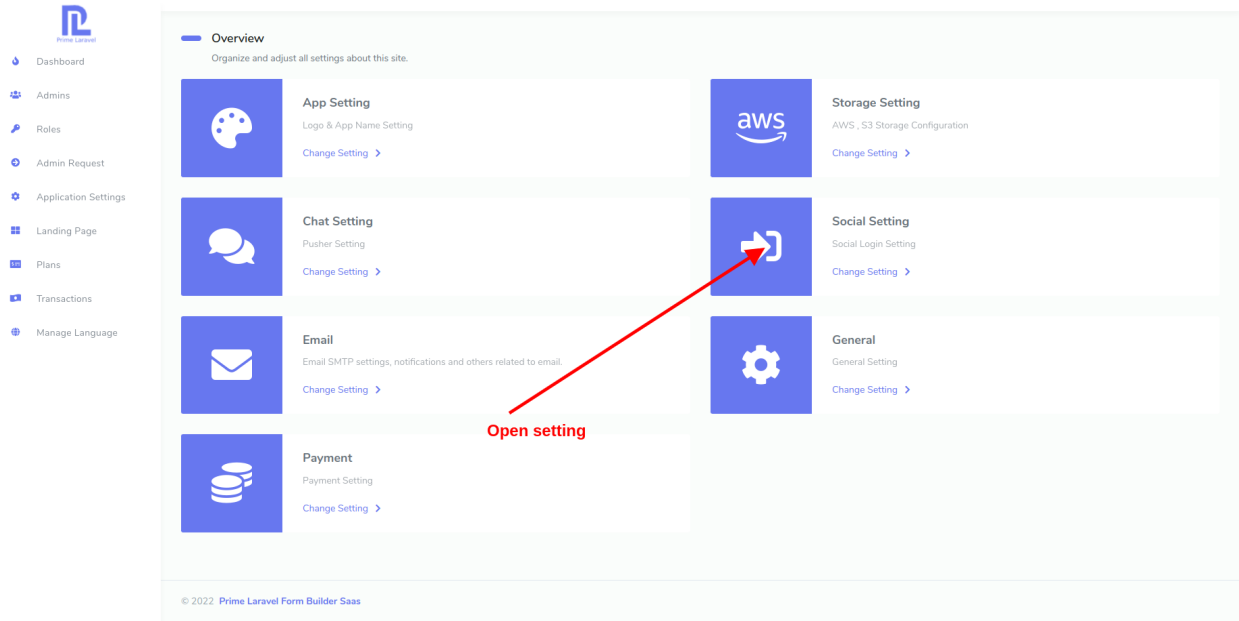 Prime Laravel
Dashboard
Admins
Roles
Admin Request
Application Settings
Landing Page
Plans
Transactions
Manage Language
Overview
Organize and adjust all settings about this site.
App Setting
Logo & App Name Setting
Change Setting
aws
Storage Setting
AWS , S3 Storage Configuration
Change Setting
Chat Setting
Pusher Setting
Change Setting
Social Setting
Social Login Setting
Change Setting
Email
Email SMTP settings, notifications and others related to email.
Change Setting
General
General Setting
Change Setting
Open setting
Payment
Payment Setting
Change Setting
© 2022 Prime Laravel Form Builder Saas